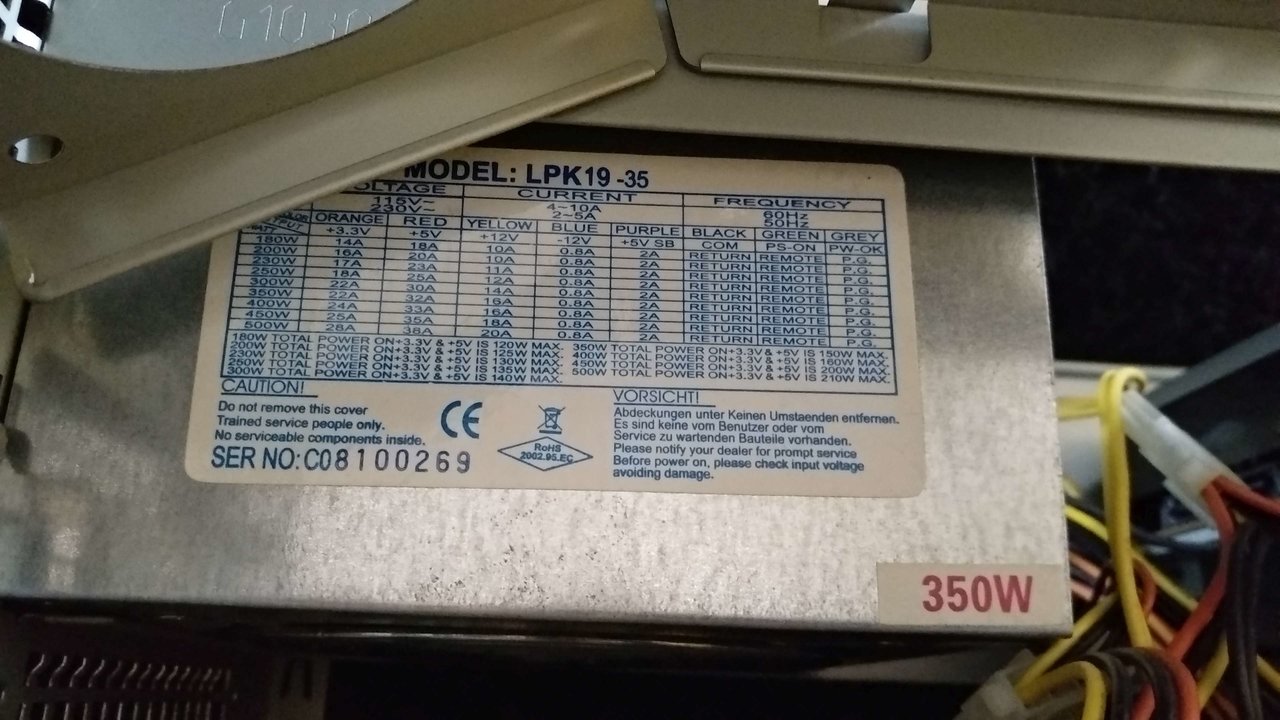 G1030
MODEL: LPK19-35
OLTAGE CURRENT FREQUENCY
115V~ 4~10A 60Hz
230V~ 2~5A 50Hz
ORANGE RED YELLOW BLUE PURPLE BLACK GREEN GREY
+3.3V +5V +12V -12V +5V SB COM PS-ON PW-OK
180W 14A 18A 10A 0.8A 2A RETURN REMOTE P.G.
200W 16A 20A 10A 0.8A 2A RETURN REMOTE P.G.
230W 17A 23A 11A 0.8A 2A RETURN REMOTE P.G.
250W 18A 25A 12A 0.8A 2A RETURN REMOTE P.G.
300W 22A 30A 14A 0.8A 2A RETURN REMOTE P.G.
350W 22A 32A 16A 0.8A 2A RETURN REMOTE P.G.
400W 24A 33A 16A 0.8A 2A RETURN REMOTE P.G.
450W 25A 35A 18A 0.8A 2A RETURN REMOTE P.G.
500W 28A 38A 20A 0.8A 2A RETURN REMOTE P.G.
180W TOTAL POWER ON+3.3V & +5V IS 120W MAX.
200W TOTAL POWER ON+3.3V & +5V IS 125W MAX.
230W TOTAL POWER ON+3.3V & +5V IS 130W MAX.
250W TOTAL POWER ON+3.3V & +5V IS 135W MAX.
300W TOTAL POWER ON+3.3V & +5V IS 140W MAX.
350W TOTAL POWER ON+3.3V & +5V IS 150W MAX.
400W TOTAL POWER ON+3.3V & +5V IS 160W MAX.
450W TOTAL POWER ON+3.3V & +5V IS 200W MAX.
500W TOTAL POWER ON+3.3V & +5V IS 210W MAX.
CAUTION!
Do not remove this cover
Trained service people only.
No serviceable components inside.
SER NO: C08100269
CE
RoHS
2002.95.EC
VORSICHT!
Abdeckungen unter Keinen Umstaenden entfernen.
Es sind keine vom Benutzer oder vom
Service zu wartenden Bauteile vorhanden.
Please notify your dealer for prompt service
Before power on, please check input voltage
avoiding damage.
350W